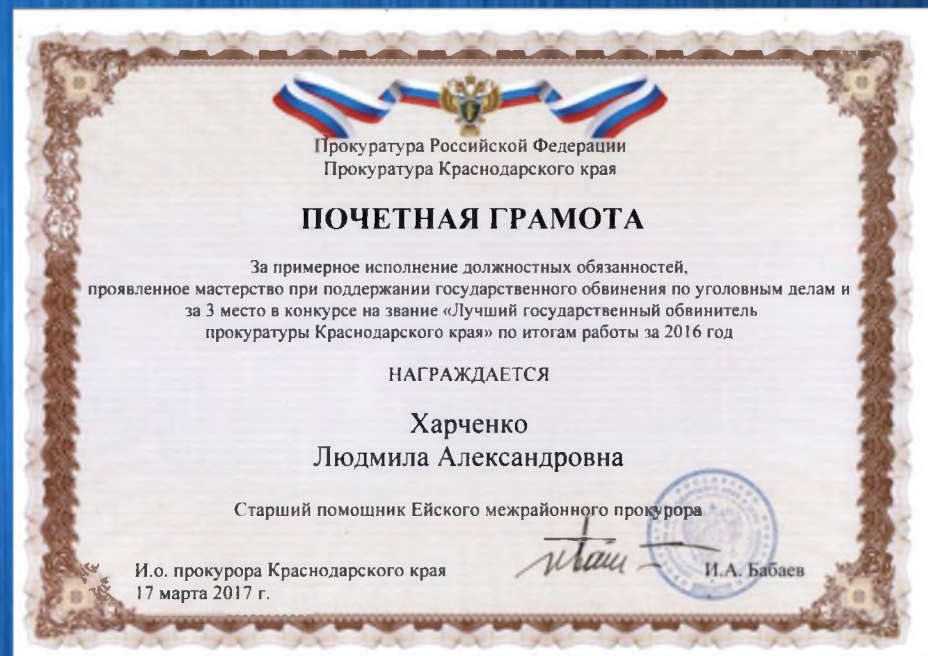 Прокуратура Российской Федерации
Прокуратура Краснодарского края
ПОЧЕТНАЯ ГРАМОТА
За примерное исполнение должностных обязанностей,
проявленное мастерство при поддержании государственного обвинения по уголовным делам и
за 3 место в конкурсе на звание «Лучший государственный обвинитель
прокуратуры Краснодарского края» по итогам работы за 2016 год
НАГРАЖДАЕТСЯ
Харченко
Людмила Александровна
Старший помощник Ейского межрайонного прокурора
И.о. прокурора Краснодарского края
И.А. Бабаев
17 марта 2017 г.